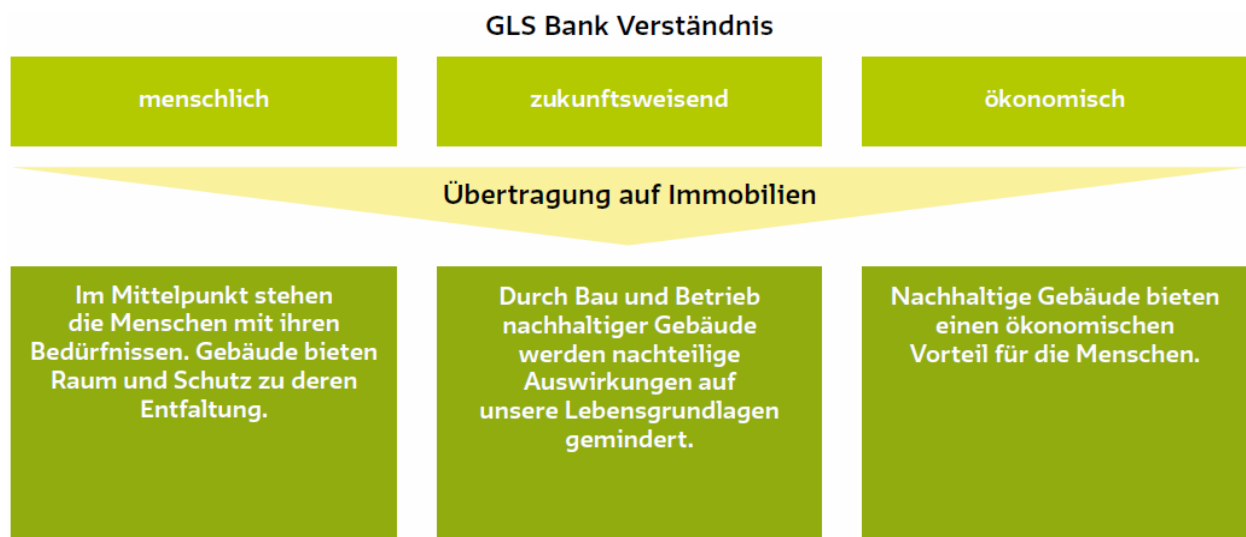 GLS Bank Verständnis
menschlich
zukunftsweisend
ökonomisch
Übertragung auf Immobilien
Im Mittelpunkt stehen
die Menschen mit ihren
Bedürfnissen. Gebäude bieten
Raum und Schutz zu deren
Entfaltung.
Durch Bau und Betrieb
nachhaltiger Gebäude
werden nachteilige
Auswirkungen auf
unsere Lebensgrundlagen
gemindert.
Nachhaltige Gebäude bieten
einen ökonomischen
Vorteil für die Menschen.